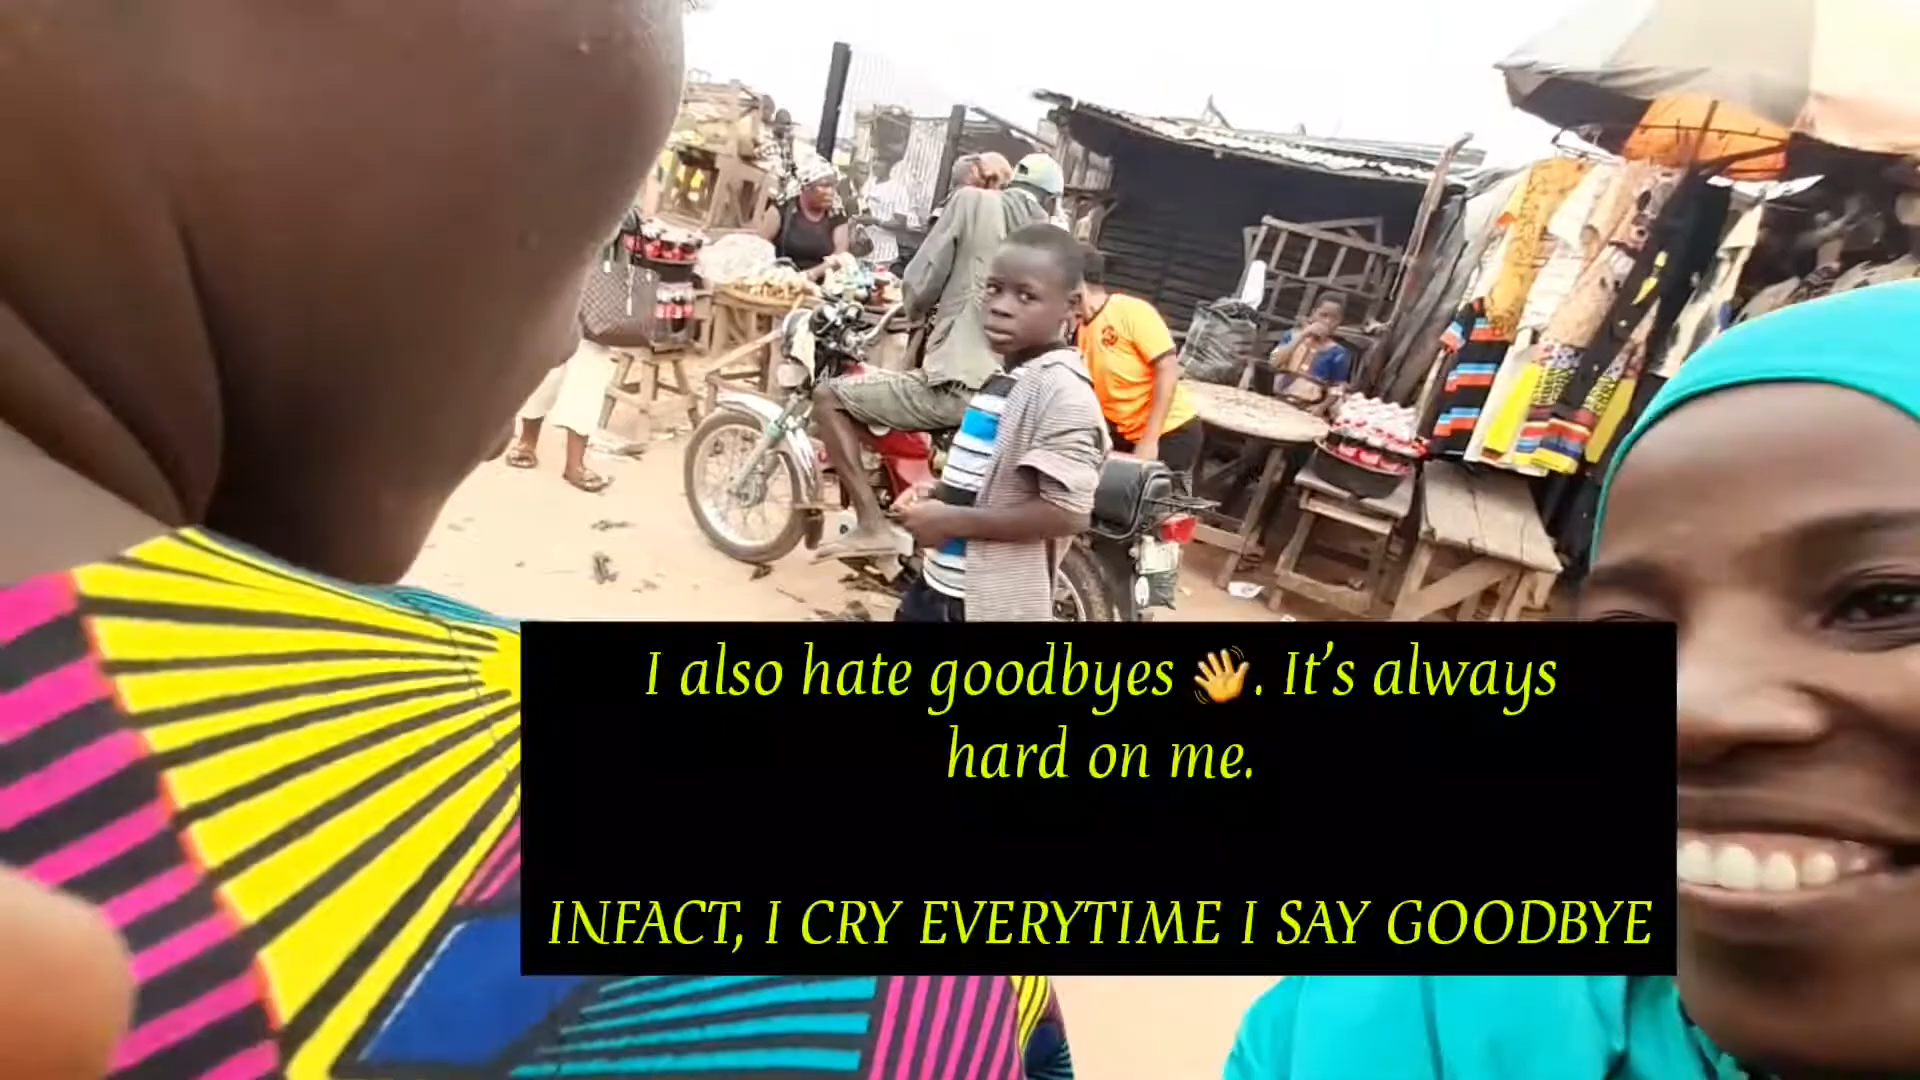 I also hate goodbyes 👋. It’s always
hard on me.
INFACT, I CRY EVERYTIME I SAY GOODBYE